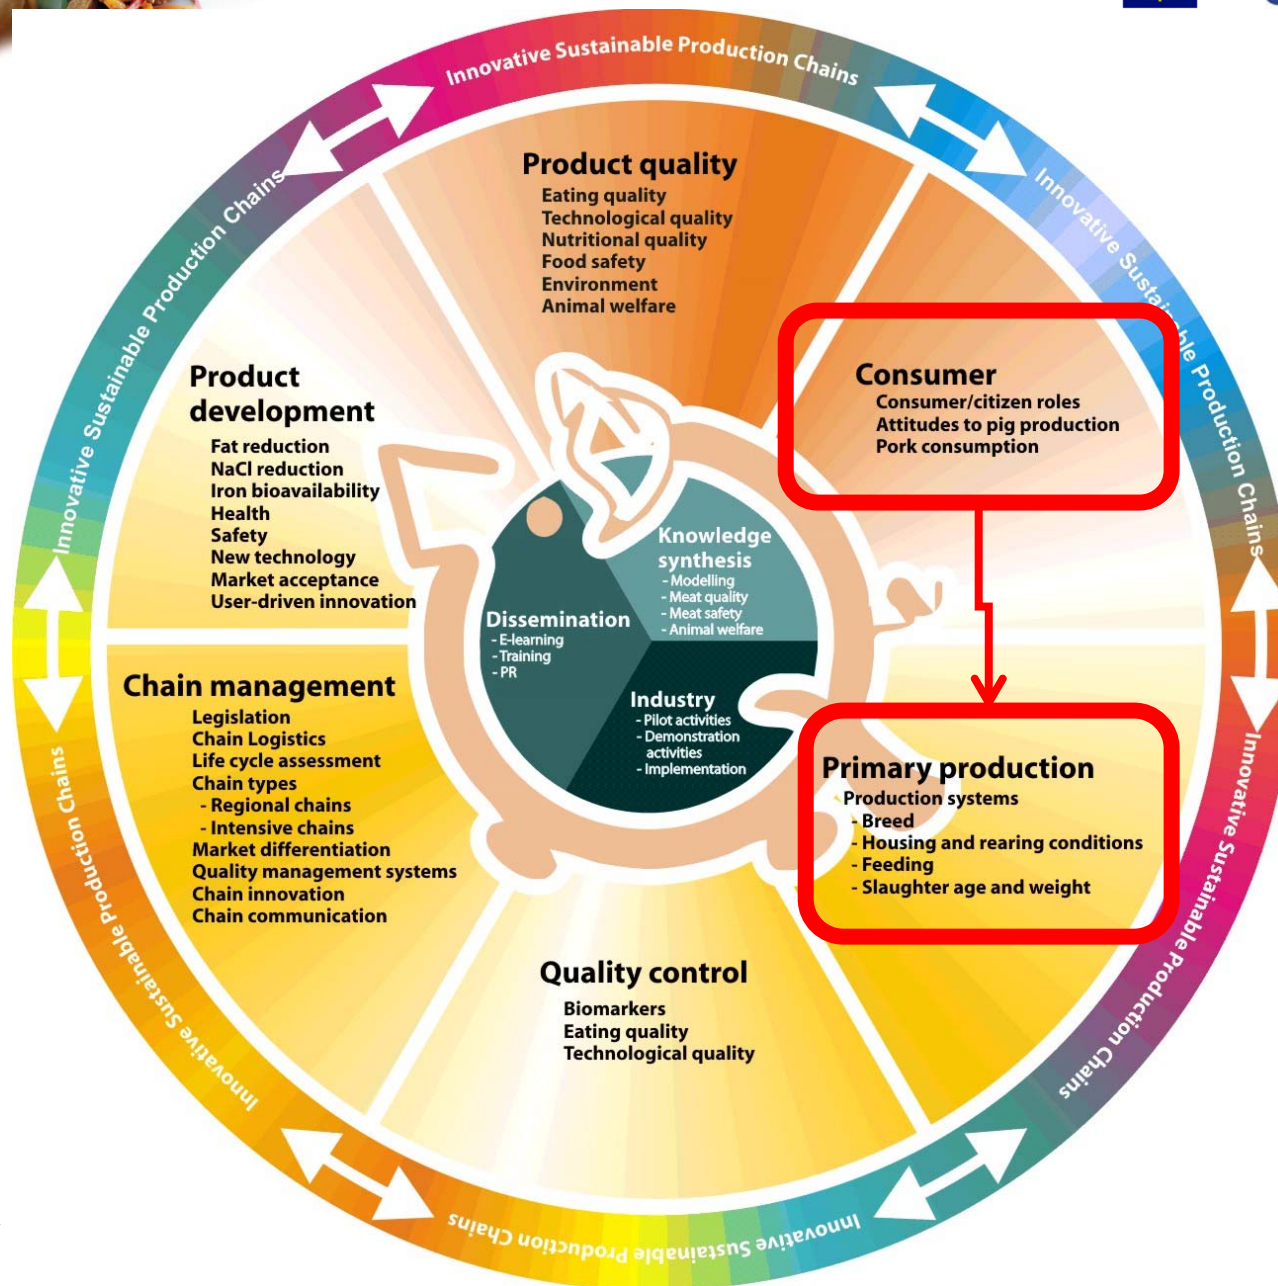 Innovative Sustainable Production Chains
Product quality
Eating quality
Technological quality
Nutritional quality
Food safety
Environment
Animal welfare
Innovative Sustainable Production Chains
Consumer
Consumer/citizen roles
Attitudes to pig production
Pork consumption
Innovative Sustainable Production Chains
Primary production
Production systems
- Breed
- Housing and rearing conditions
- Feeding
- Slaughter age and weight
Innovative Sustainable Production Chains
Quality control
Biomarkers
Eating quality
Technological quality
Innovative Sustainable Production Chains
Chain management
Legislation
Chain Logistics
Life cycle assessment
Chain types
- Regional chains
- Intensive chains
Market differentiation
Quality management systems
Chain innovation
Chain communication
Innovative Sustainable Production Chains
Product
development
Fat reduction
NaCl reduction
Iron bioavailability
Health
Safety
New technology
Market acceptance
User-driven innovation
Knowledge
synthesis
- Modelling
- Meat quality
- Meat safety
- Animal welfare
Dissemination
- E-learning
- Training
- PR
Industry
- Pilot activities
- Demonstration
activities
- Implementation